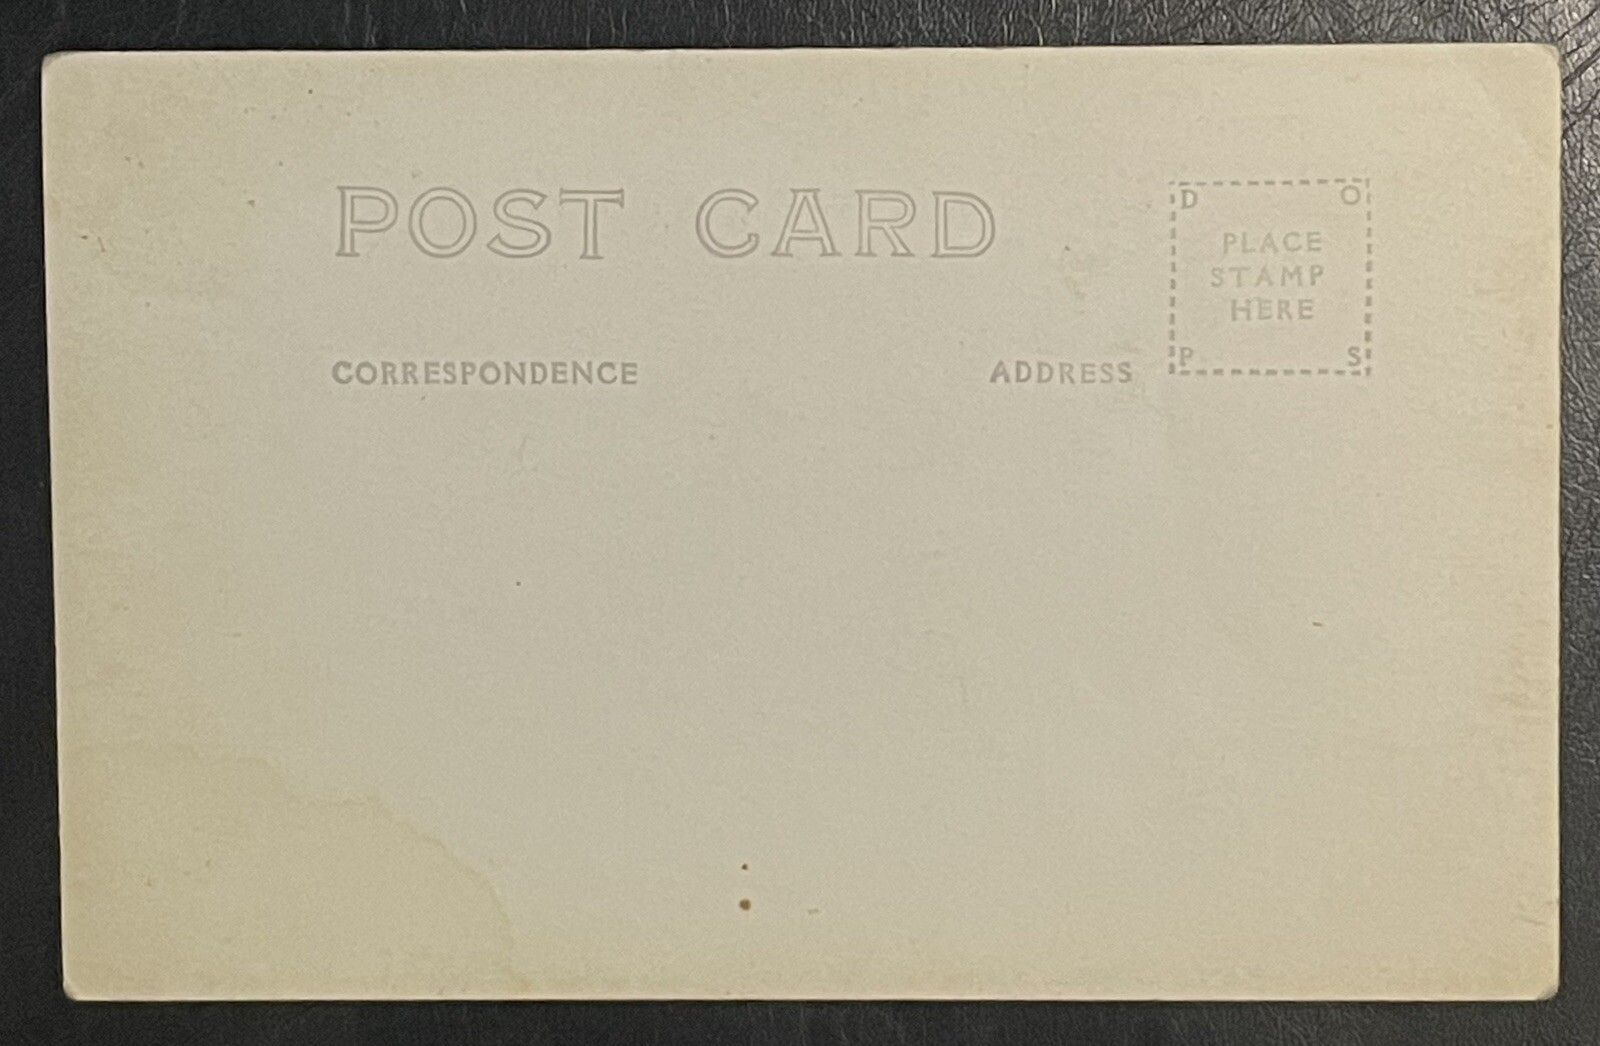 POST CARD
D O
PLACE
STAMP
HERE
P S
CORRESPONDENCE
ADDRESS